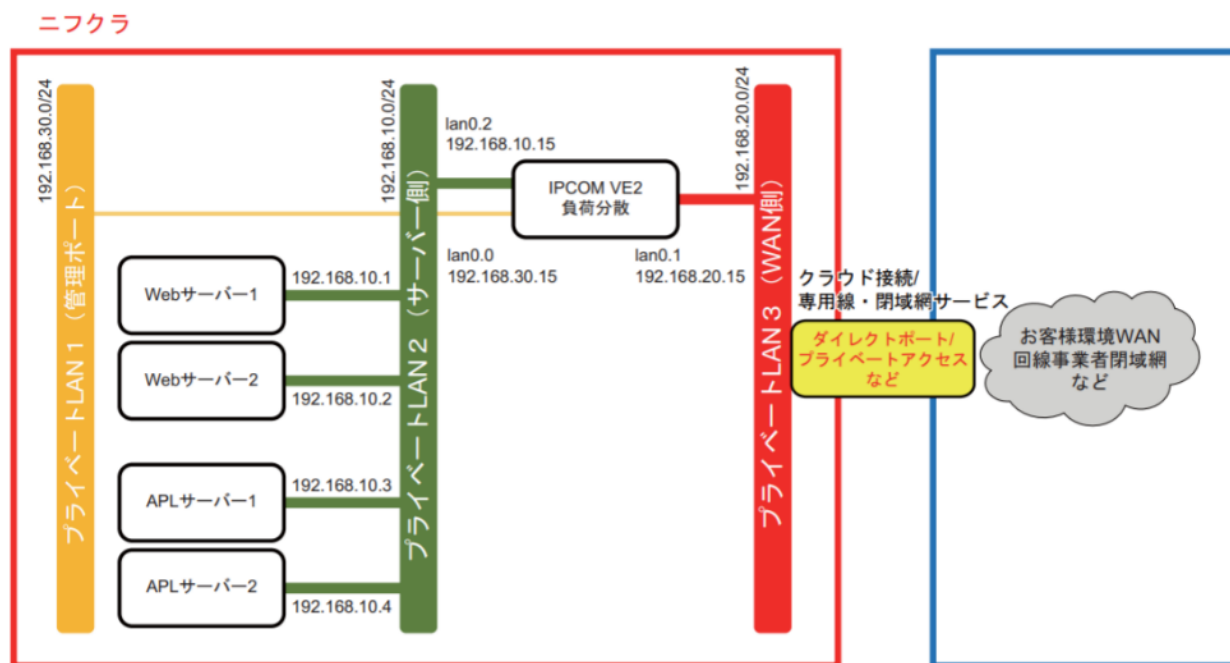 ニフクラ
192.168.30.0/24
プライベートLAN 1（管理ポート）
192.168.10.0/24
プライベートLAN 2（サーバー側）
lan0.2
192.168.10.15
IPCOM VE2
負荷分散
lan0.0
192.168.30.15
lan0.1
192.168.20.15
192.168.20.0/24
プライベートLAN 3（WAN側）
Webサーバー1
192.168.10.1
Webサーバー2
192.168.10.2
APLサーバー1
192.168.10.3
APLサーバー2
192.168.10.4
クラウド接続/
専用線・閉域網サービス
ダイレクトポート/
プライベートアクセス
など
お客様環境WAN
回線事業者閉域網
など